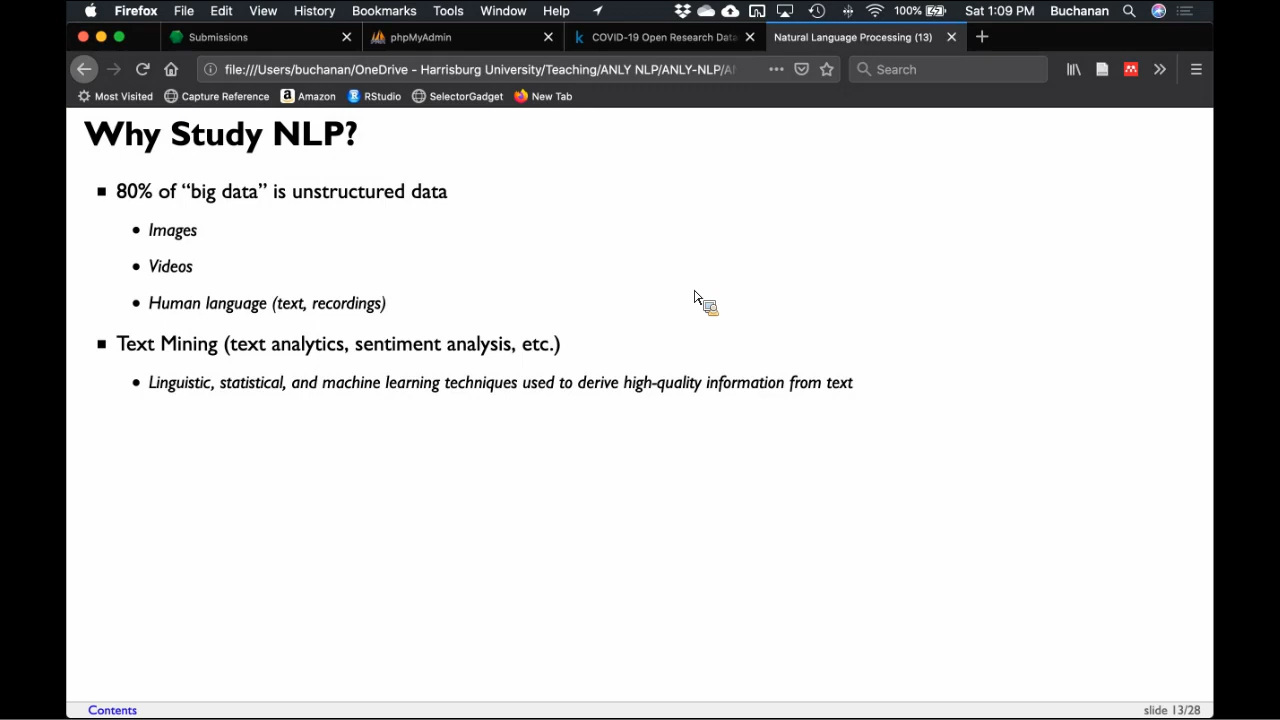 Firefox File Edit View History Bookmarks Tools Window Help 100% Sat 1:09 PM Buchanan
Submissions phpMyAdmin COVID-19 Open Research Data Natural Language Processing (13)
file:///Users/buchanan/OneDrive - Harrisburg University/Teaching/ANLY NLP/ANLY-NLP/ Search
Most Visited Capture Reference Amazon RStudio SelectorGadget New Tab
Why Study NLP?
80% of “big data” is unstructured data
Images
Videos
Human language (text, recordings)
Text Mining (text analytics, sentiment analysis, etc.)
Linguistic, statistical, and machine learning techniques used to derive high-quality information from text
Contents slide 13/28